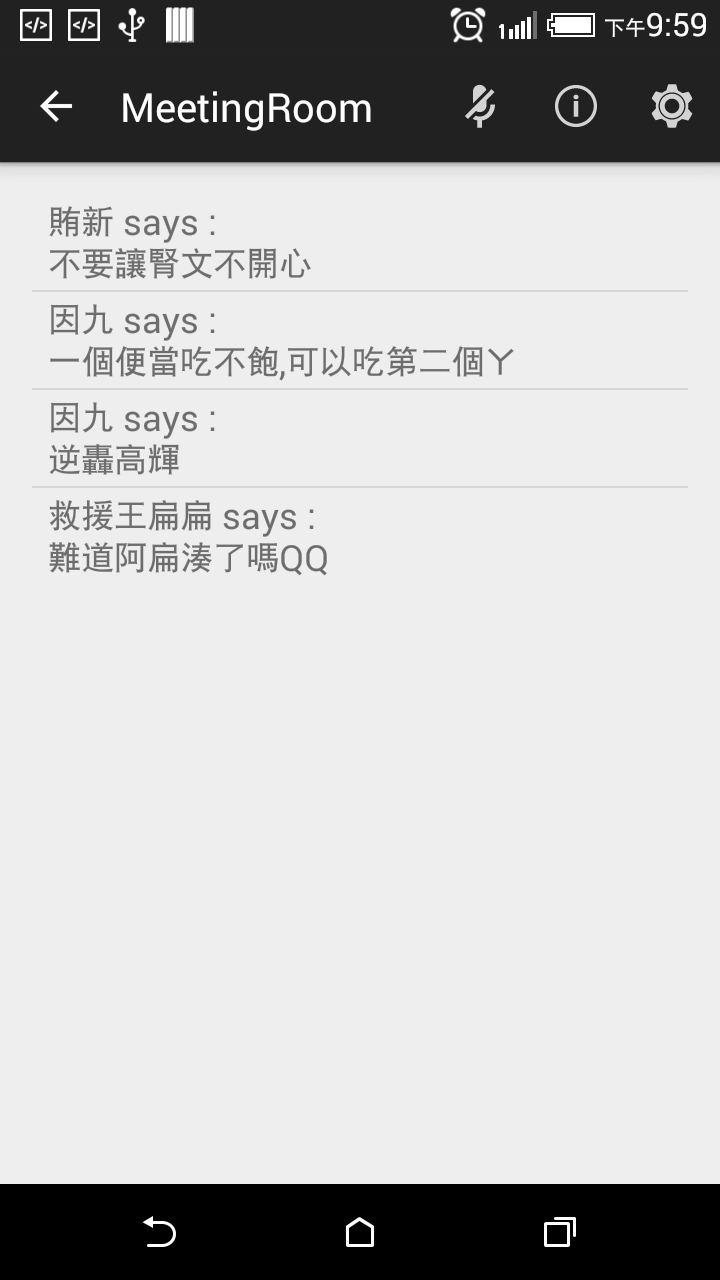 下午9:59
MeetingRoom
賄新 says :
不要讓腎文不開心
因九 says :
一個便當吃不飽,可以吃第二個丫
因九 says :
逆轟高輝
救援王扁扁 says :
難道阿扁湊了嗎QQ